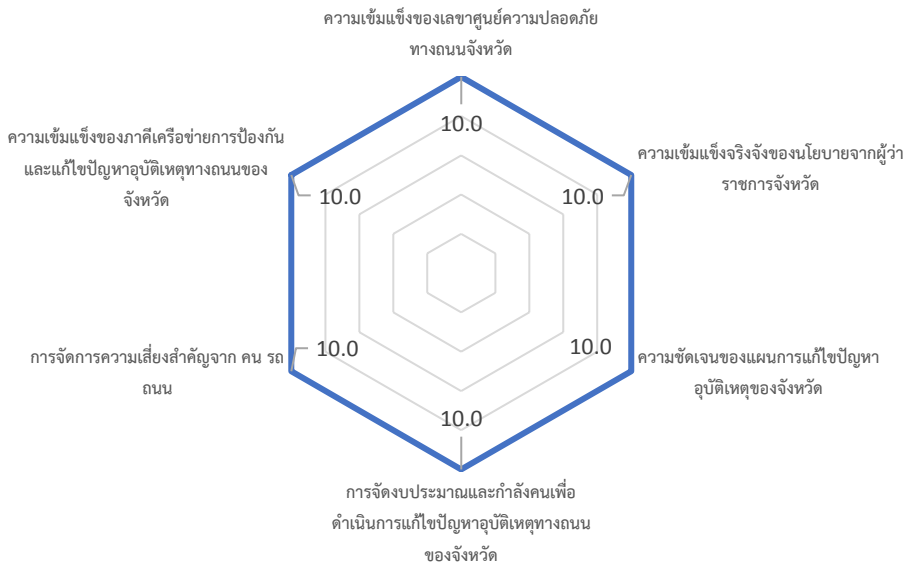 ความเข้มแข็งของเลขาศูนย์ความปลอดภัย
ทางถนนจังหวัด
10.0
ความเข้มแข็งจริงจังของนโยบายจากผู้ว่า
ราชการจังหวัด
10.0
ความชัดเจนของแผนการแก้ไขปัญหา
อุบัติเหตุของจังหวัด
10.0
การจัดงบประมาณและกำลังคนเพื่อ
ดำเนินการแก้ไขปัญหาอุบัติเหตุทางถนน
ของจังหวัด
10.0
การจัดการความเสี่ยงสำคัญจาก คน รถ
ถนน
10.0
ความเข้มแข็งของภาคีเครือข่ายการป้องกัน
และแก้ไขปัญหาอุบัติเหตุทางถนนของ
จังหวัด
10.0